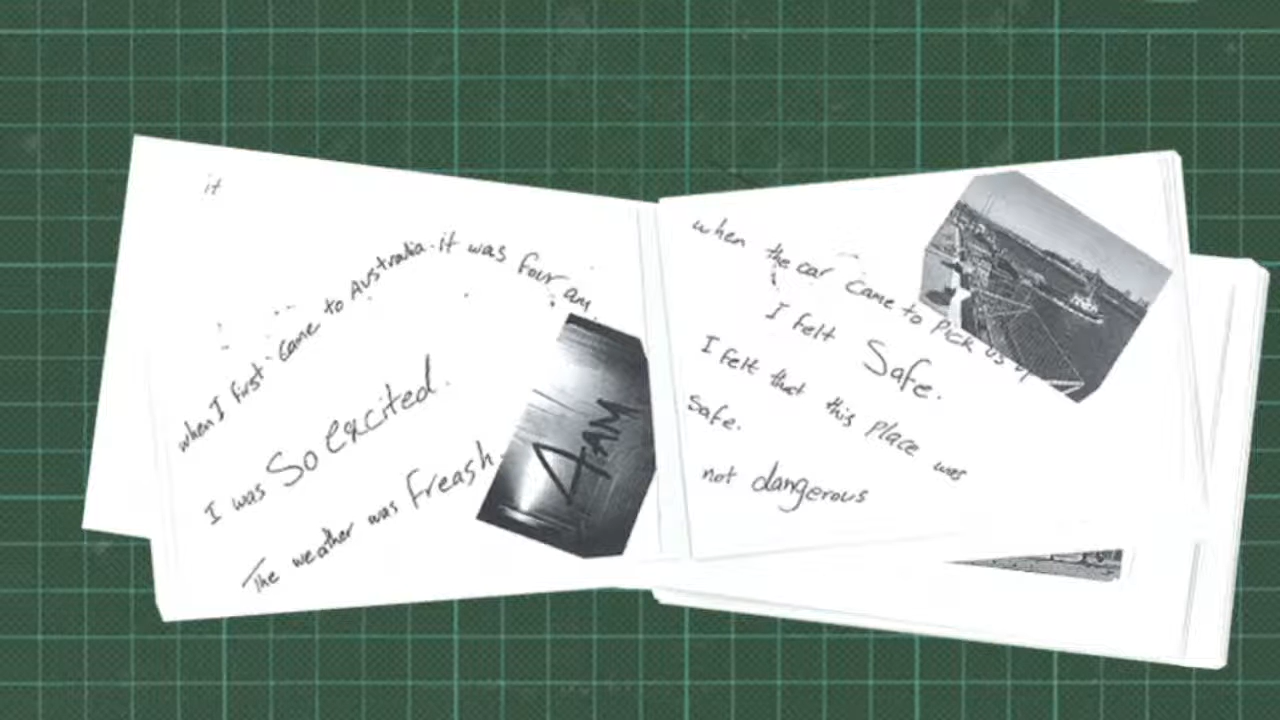 it
when I first came to Australia. it was four am.
I was So excited.
The weather was Freash.
4AM
when the car came to Pick us up
I felt Safe.
I felt that this place was
safe.
not dangerous